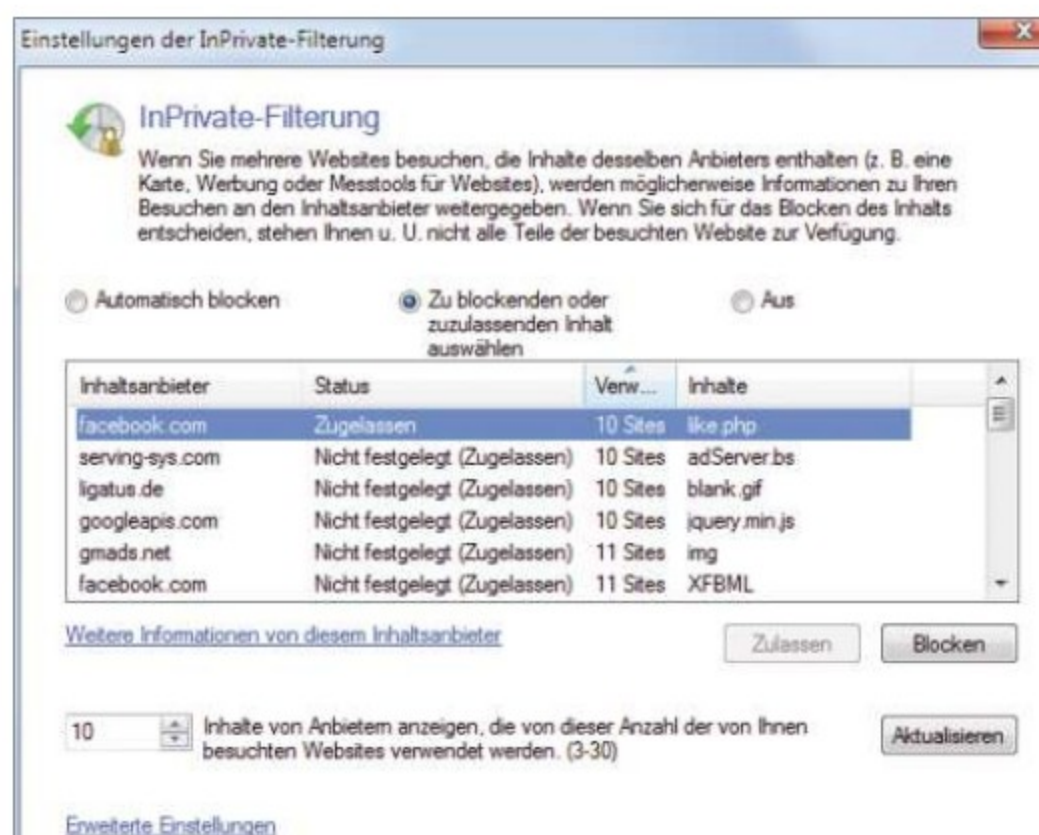 Einstellungen der InPrivate-Filterung
InPrivate-Filterung
Wenn Sie mehrere Websites besuchen, die Inhalte desselben Anbieters enthalten (z. B. eine
Karte, Werbung oder Messtools für Websites), werden möglicherweise Informationen zu Ihren
Besuchen an den Inhaltsanbieter weitergegeben. Wenn Sie sich für das Blocken des Inhalts
entscheiden, stehen Ihnen u. U. nicht alle Teile der besuchten Website zur Verfügung.
Automatisch blocken
Zu blockenden oder
zuzulassenden Inhalt
auswählen
Aus
Inhaltsanbieter Status Verw... Inhalte
facebook.com Zugelassen 10 Sites like.php
serving-sys.com Nicht festgelegt (Zugelassen) 10 Sites adServer.bs
ligatus.de Nicht festgelegt (Zugelassen) 10 Sites blank.gif
googleapis.com Nicht festgelegt (Zugelassen) 10 Sites jquery.min.js
gmads.net Nicht festgelegt (Zugelassen) 11 Sites img
facebook.com Nicht festgelegt (Zugelassen) 11 Sites XFBML
Weitere Informationen von diesem Inhaltsanbieter
Zulassen Blocken
10 Inhalte von Anbietern anzeigen, die von dieser Anzahl der von Ihnen
besuchten Websites verwendet werden. (3-30)
Aktualisieren
Erweiterte Einstellungen